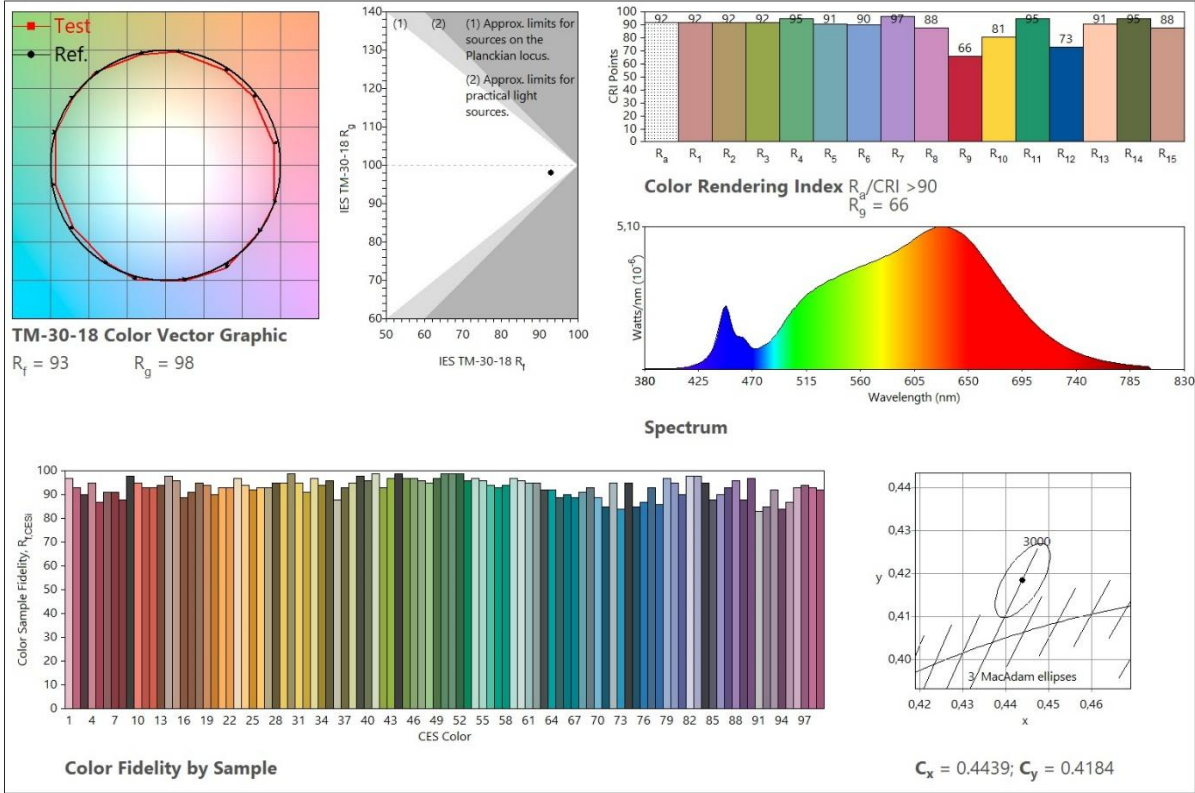 Test
Ref.
TM-30-18 Color Vector Graphic
Rf = 93 Rg = 98
IES TM-30-18 Rg
140
130
120
110
100
90
80
70
60
(1) (2) (1) Approx. limits for
sources on the
Planckian locus.
(2) Approx. limits for
practical light
sources.
50 60 70 80 90 100
IES TM-30-18 Rf
CRI Points
100
90
80
70
60
50
40
30
20
10
0
92 92 92 92 95 91 90 97 88 66 81 95 73 91 95 88
Ra R1 R2 R3 R4 R5 R6 R7 R8 R9 R10 R11 R12 R13 R14 R15
Color Rendering Index Ra/CRI >90
R9 = 66
5,10
Watts/nm (10-6)
380 425 470 515 560 605 650 695 740 785 830
Wavelength (nm)
Spectrum
Color Sample Fidelity, Rf,CESi
100
90
80
70
60
50
40
30
20
10
0
1 4 7 10 13 16 19 22 25 28 31 34 37 40 43 46 49 52 55 58 61 64 67 70 73 76 79 82 85 88 91 94 97
CES Color
Color Fidelity by Sample
0,44
0,43
3000
y
0,42
0,41
0,40
3 MacAdam ellipses
0,42 0,43 0,44 0,45 0,46
x
Cx = 0.4439; Cy = 0.4184